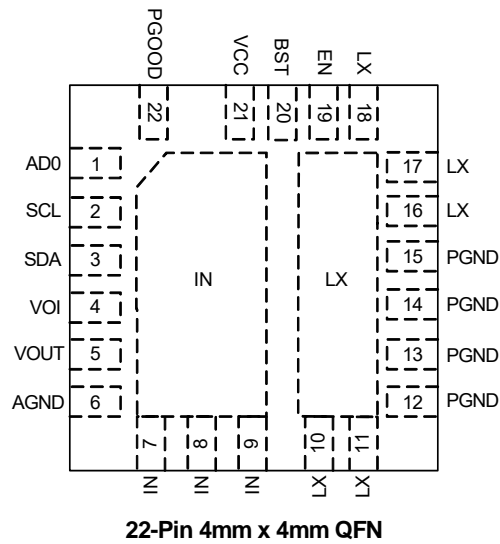 PGOOD
VCC
BST
EN
LX
22
21
20
19
18
AD0 1
17 LX
SCL 2
16 LX
SDA 3
15 PGND
IN
LX
VOI 4
14 PGND
VOUT 5
13 PGND
AGND 6
12 PGND
7
8
9
10
11
IN
IN
IN
LX
LX
22-Pin 4mm x 4mm QFN